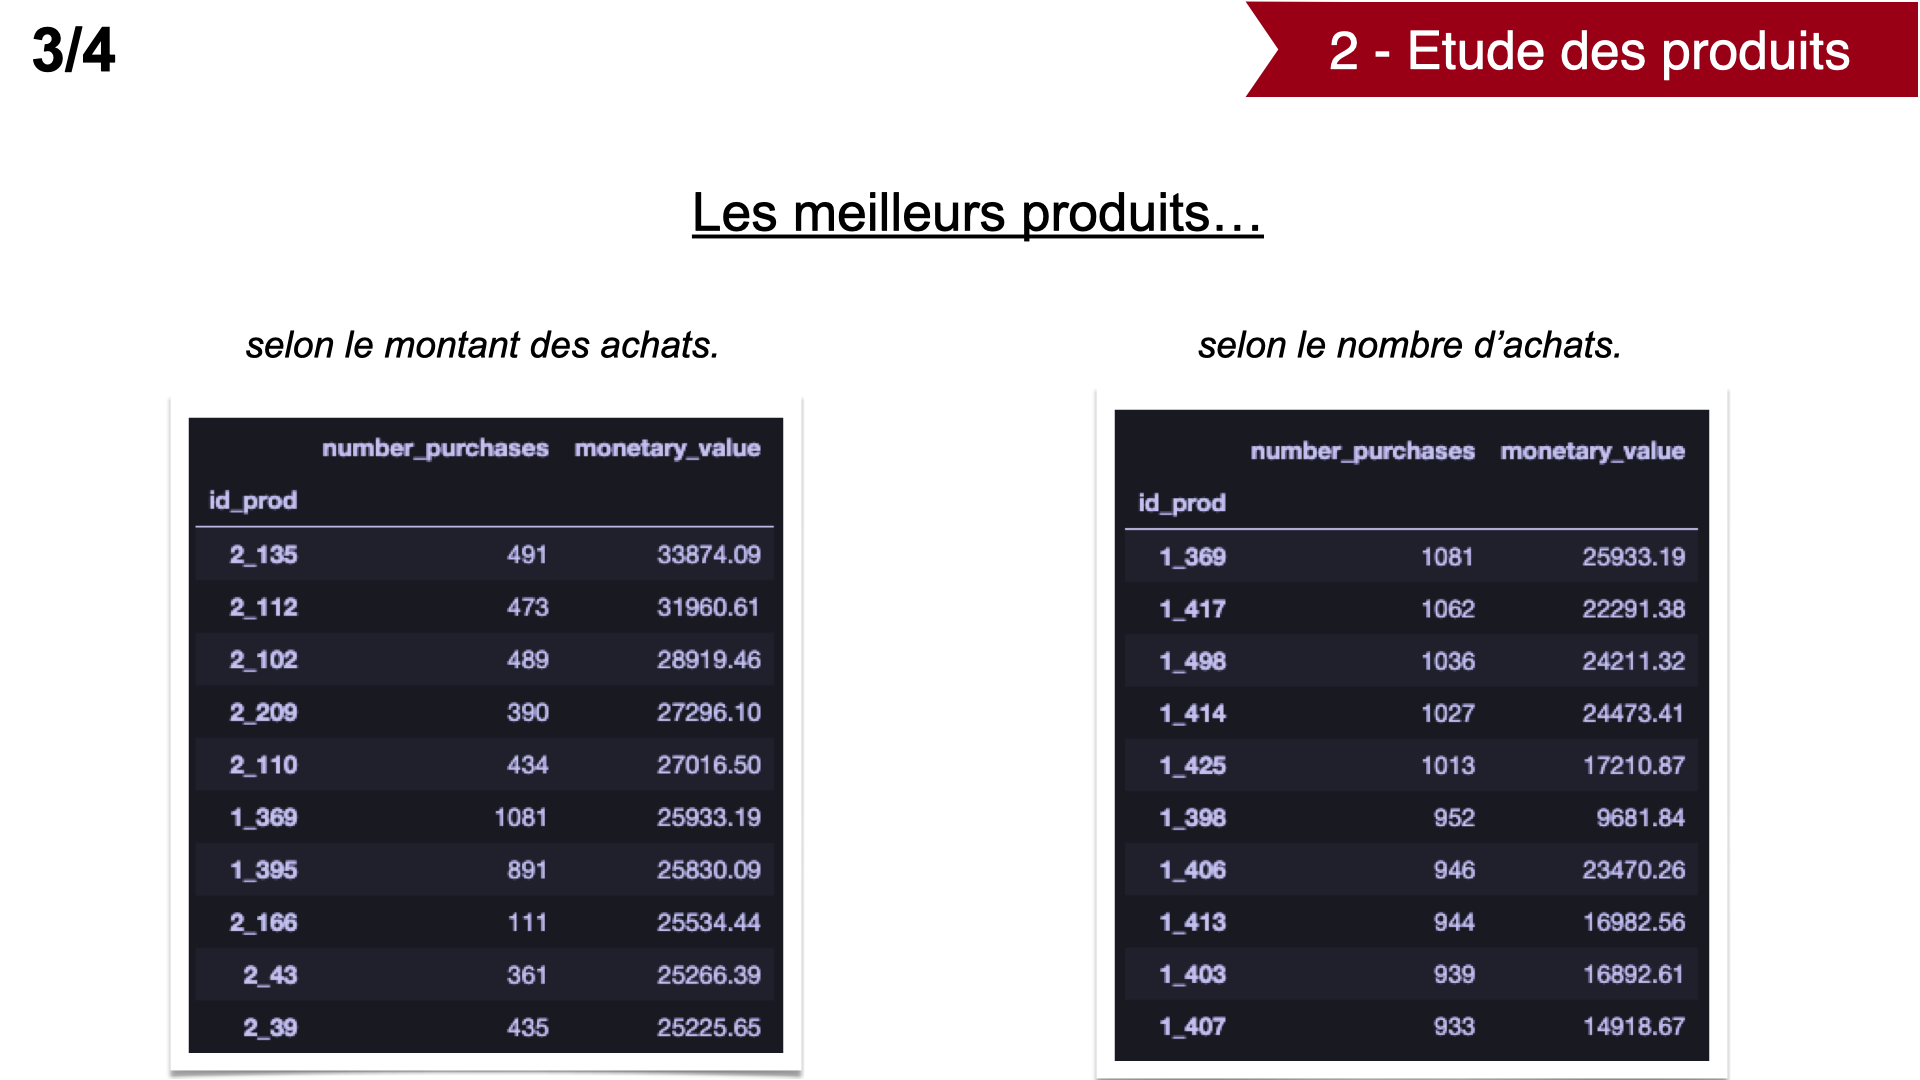 3/4
2 - Etude des produits
Les meilleurs produits…
selon le montant des achats.
number_purchases monetary_value
id_prod
2_135 491 33874.09
2_112 473 31960.61
2_102 489 28919.46
2_209 390 27296.10
2_110 434 27016.50
1_369 1081 25933.19
1_395 891 25830.09
2_166 111 25534.44
2_43 361 25266.39
2_39 435 25225.65
selon le nombre d’achats.
number_purchases monetary_value
id_prod
1_369 1081 25933.19
1_417 1062 22291.38
1_498 1036 24211.32
1_414 1027 24473.41
1_425 1013 17210.87
1_398 952 9681.84
1_406 946 23470.26
1_413 944 16982.56
1_403 939 16892.61
1_407 933 14918.67